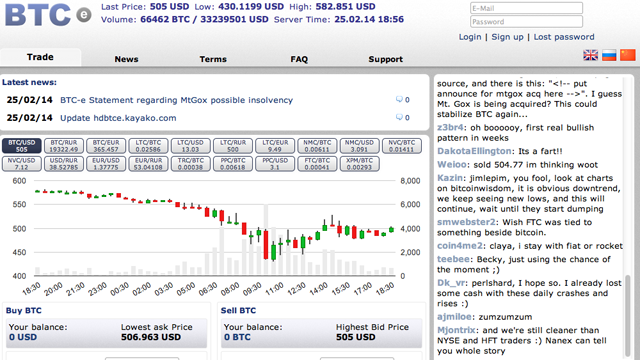 BTC e
Last Price: 505 USD Low: 430.1199 USD High: 582.851 USD
Volume: 66462 BTC / 33239501 USD Server Time: 25.02.14 18:56
E-Mail
Password
Login | Sign up | Lost password
Trade News Terms FAQ Support
Latest news:
25/02/14 BTC-e Statement regarding MtGox possible insolvency 0
25/02/14 Update hdbtce.kayako.com 0
BTC/USD 505
BTC/RUR 19322.49
BTC/EUR 365.457
LTC/BTC 0.02586
LTC/USD 13.03
LTC/RUR 500
LTC/EUR 9.49
NMC/BTC 0.00611
NMC/USD 3.091
NVC/BTC 0.01411
NVC/USD 7.12
USD/RUR 38.52785
EUR/USD 1.37775
EUR/RUR 53.04108
TRC/BTC 0.00038
PPC/BTC 0.00618
PPC/USD 3.1
FTC/BTC 0.00041
XPM/BTC 0.00293
600 8,000
550 6,000
500 4,000
450 2,000
400 0
18:30 20:00 21:00 22:00 23:00 00:30 02:00 03:00 04:00 05:00 06:00 08:00 09:30 10:30 12:00 14:00 15:00 16:00 17:00 18:30
Buy BTC
Your balance: Lowest ask Price
0 USD 506.963 USD
Sell BTC
Your balance: Highest Bid Price
0 BTC 505 USD
source, and there is this: "<!-- put
announce for mtgox acq here -->". I guess
Mt. Gox is being acquired? This could
stabilize BTC again...
z3br4: oh boooooy, first real bullish
pattern in weeks
DakotaEllington: Its a fart!!
Weloo: sold 504.77 im thinking woot
Kazin: jimlepim, you fool, look at charts
on bitcoinwisdom, it is obvious downtrend,
we keep seeing new lows, and this
will continue, wait until they start dumping
smwebster2: Wish FTC was tied to
something beside bitcoin.
coin4me2: claya, i stay with fiat or rocket
teebee: Becky, just using the chance of
the moment ;)
Dk_vr: perlshard, I hope so. I already lost
some cash with these daily crashes and
rises :)
ajmiloe: zumzumzum
Mjontrix: and we're still cleaner than
NYSE and HFT traders :) Nanex can tell
you whole story